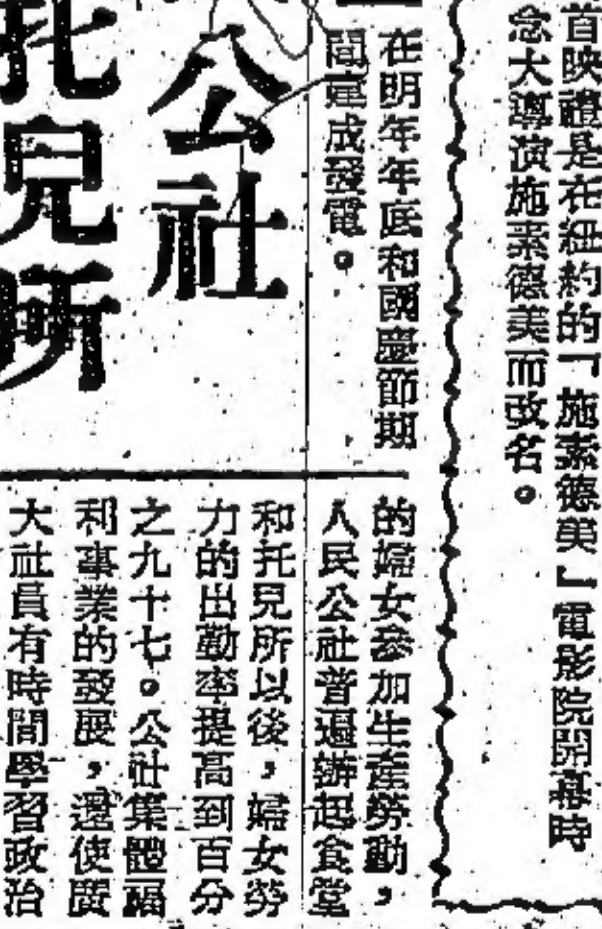 首映禮是在紐約的「施素德美」電影院開幕時
念大導演施素德美而改名。
在明年年底和國慶節期
間建成發電。
公社
托兒所
的婦女參加生產勞動，
人民公社普遍辦起食堂
和托兒所以後，婦女勞
力的出勤率提高到百分
之九十七。公社集體福
利事業的發展，還使廣
大社員有時間學習政治